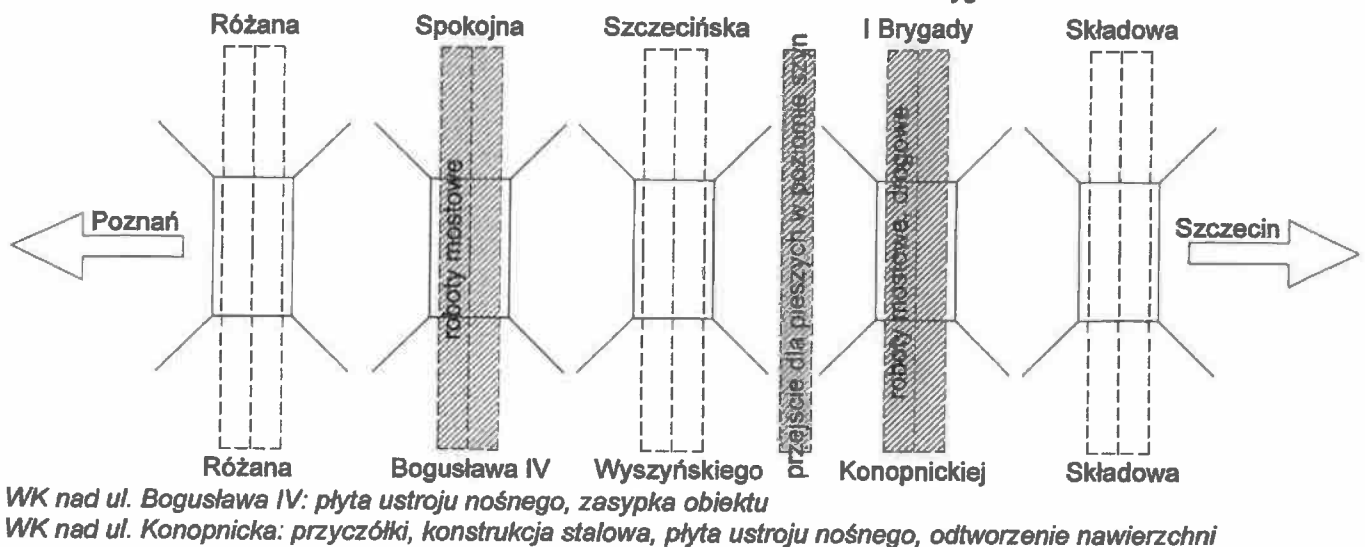 Różana Spokojna Szczecińska I Brygady Składowa
przejście dla pieszych w poziomie szyn
roboty mostowe
roboty mostowe, drogowe
Poznań
Szczecin
Różana Bogusława IV Wyszyńskiego Konopnickiej Składowa
WK nad ul. Bogusława IV: płyta ustroju nośnego, zasypka obiektu
WK nad ul. Konopnicka: przyczółki, konstrukcja stalowa, płyta ustroju nośnego, odtworzenie nawierzchni